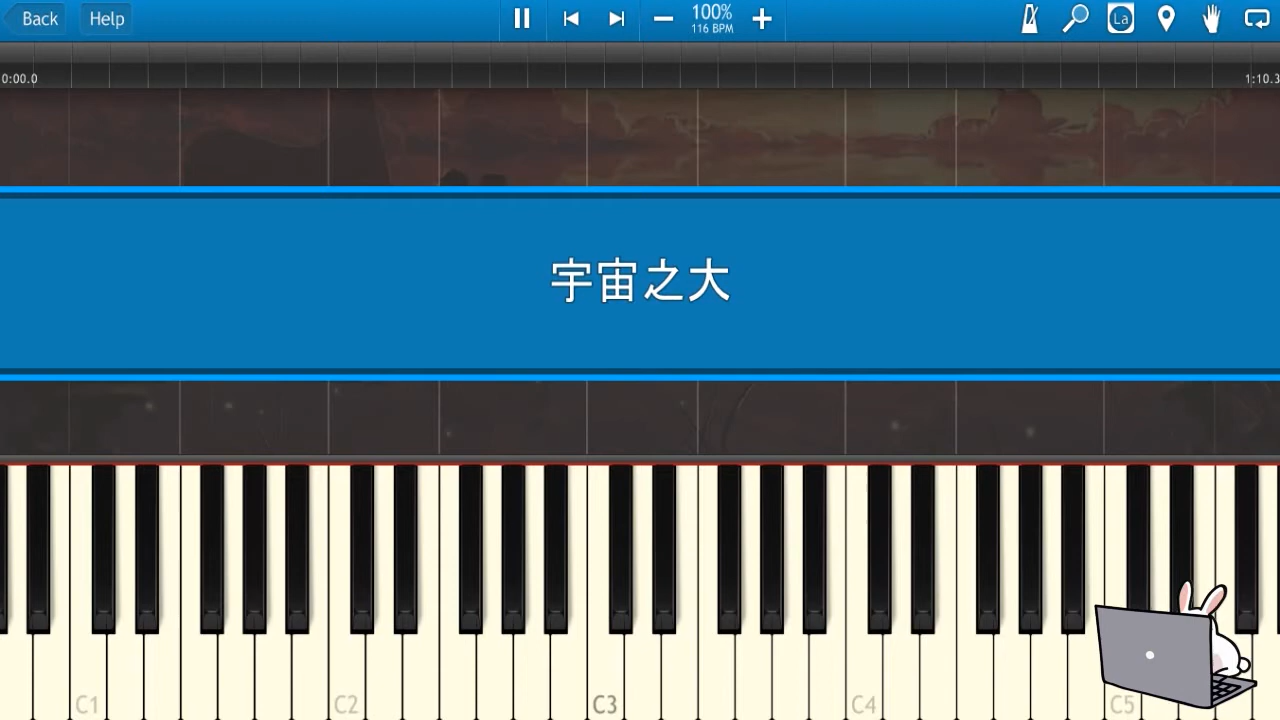 Back Help 100% La
116 BPM
0:00.0 1:10.3
宇宙之大
C1 C2 C3 C4 C5